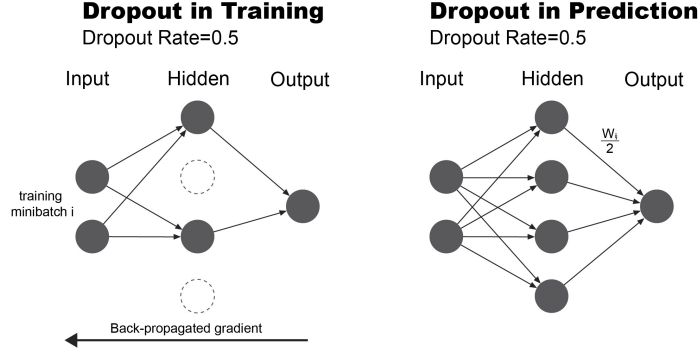 Dropout in Training
Dropout Rate=0.5
Input Hidden Output
training
minibatch i
Back-propagated gradient
Dropout in Prediction
Dropout Rate=0.5
Input Hidden Output
Wi
2